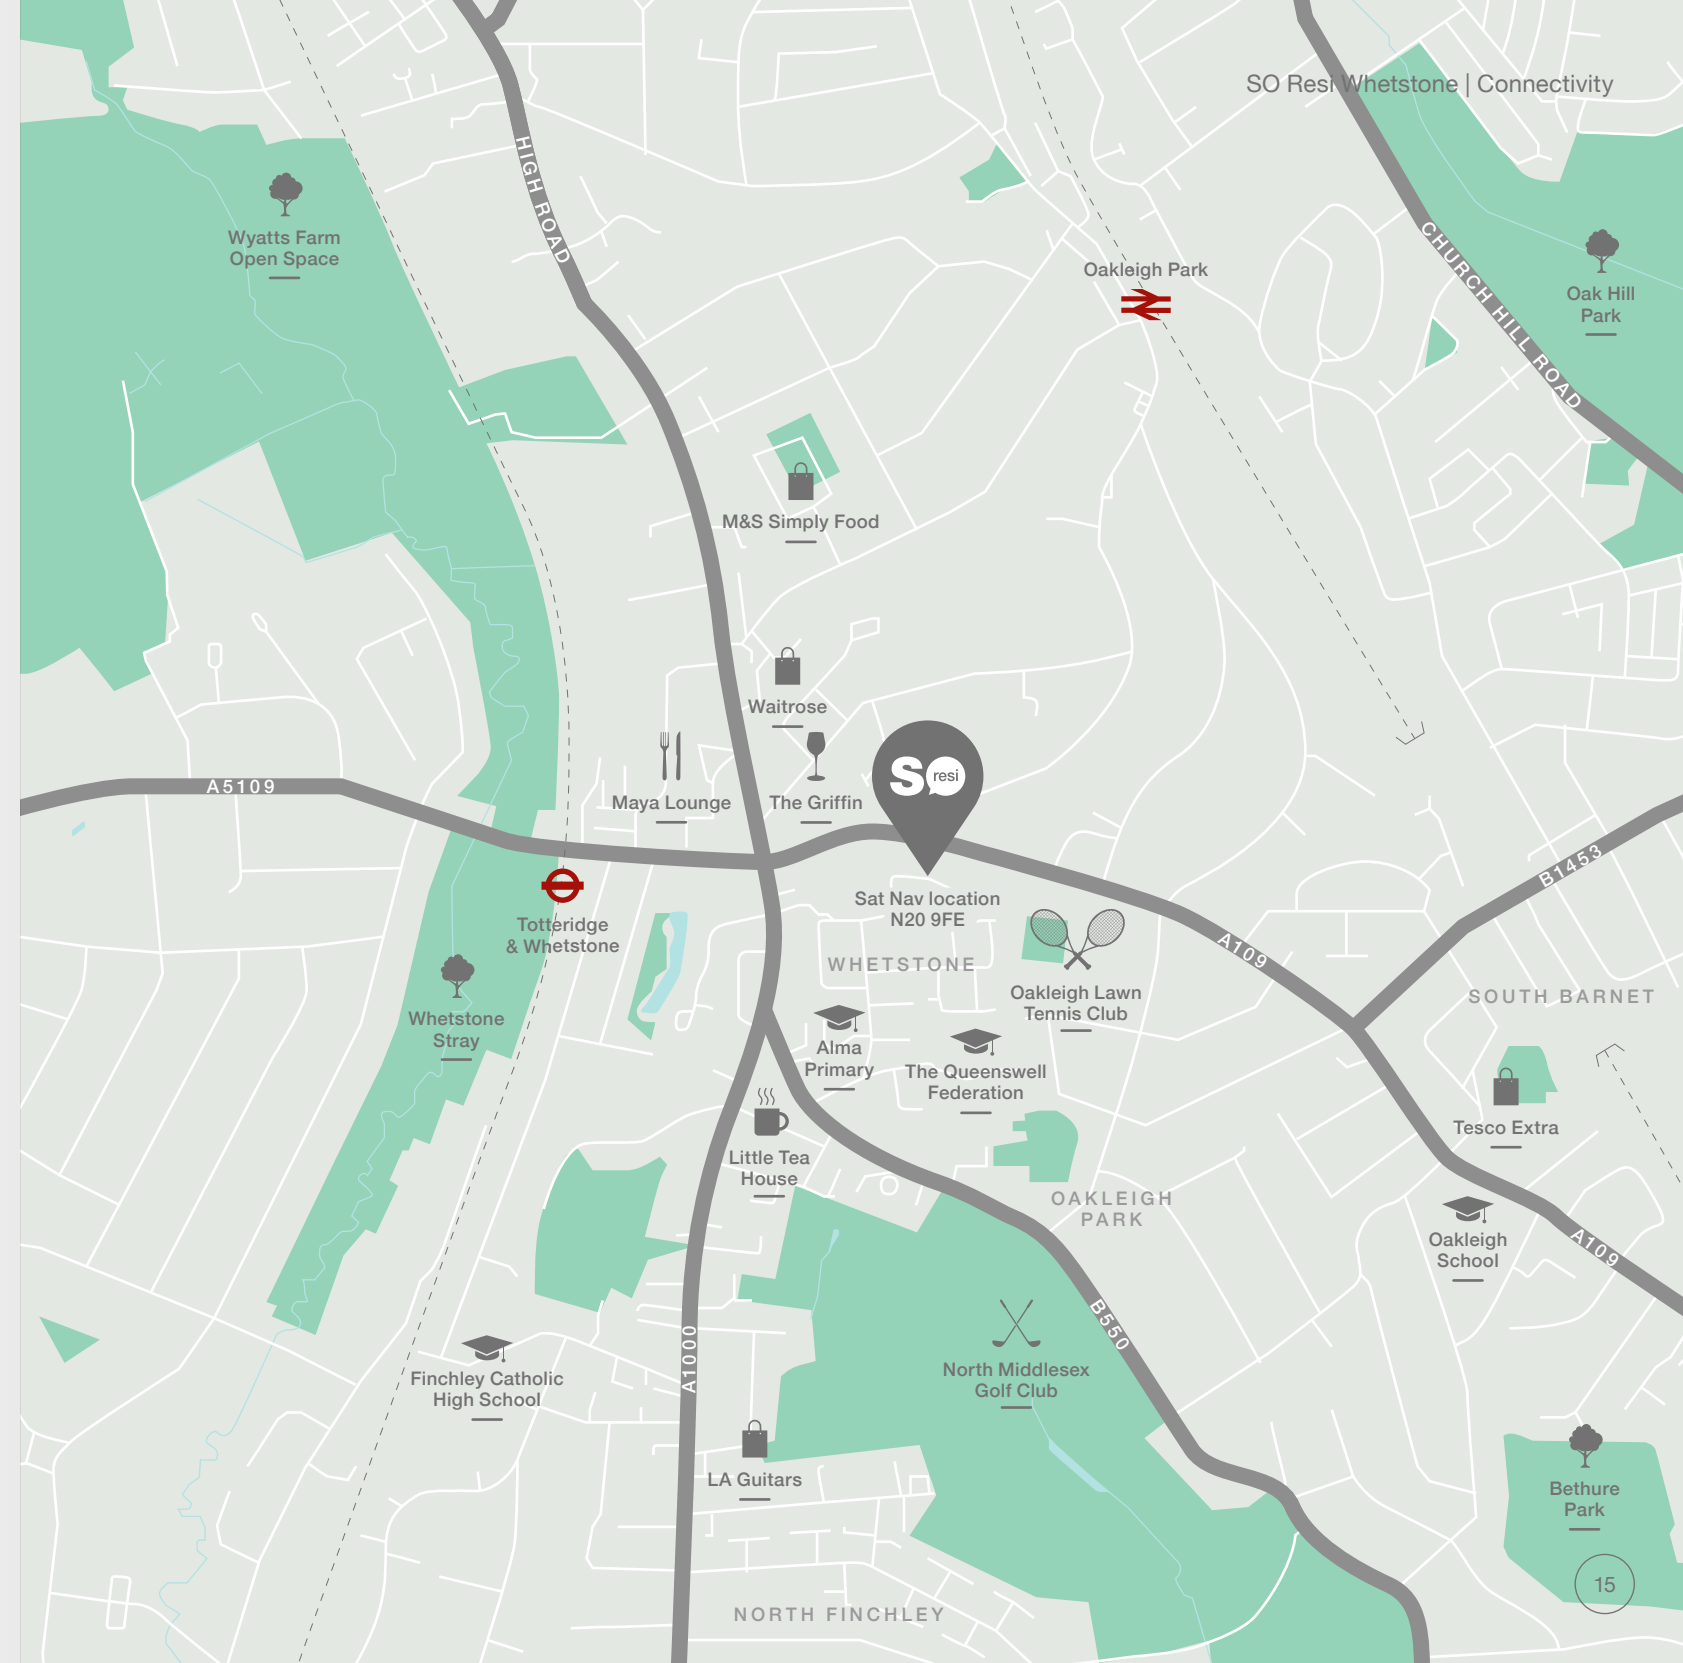 SO Resi Whetstone | Connectivity
HIGH ROAD
Wyatts Farm
Open Space
CHURCH HILL ROAD
Oakleigh Park
Oak Hill
Park
M&S Simply Food
Waitrose
SO resi
A5109
Maya Lounge
The Griffin
B1453
Sat Nav location
N20 9FE
Totteridge
& Whetstone
A109
WHETSTONE
Oakleigh Lawn
Tennis Club
SOUTH BARNET
Whetstone
Stray
Alma
Primary
The Queenswell
Federation
Tesco Extra
Little Tea
House
OAKLEIGH
PARK
Oakleigh
School
A109
B550
A1000
Finchley Catholic
High School
North Middlesex
Golf Club
LA Guitars
Bethure
Park
15
NORTH FINCHLEY